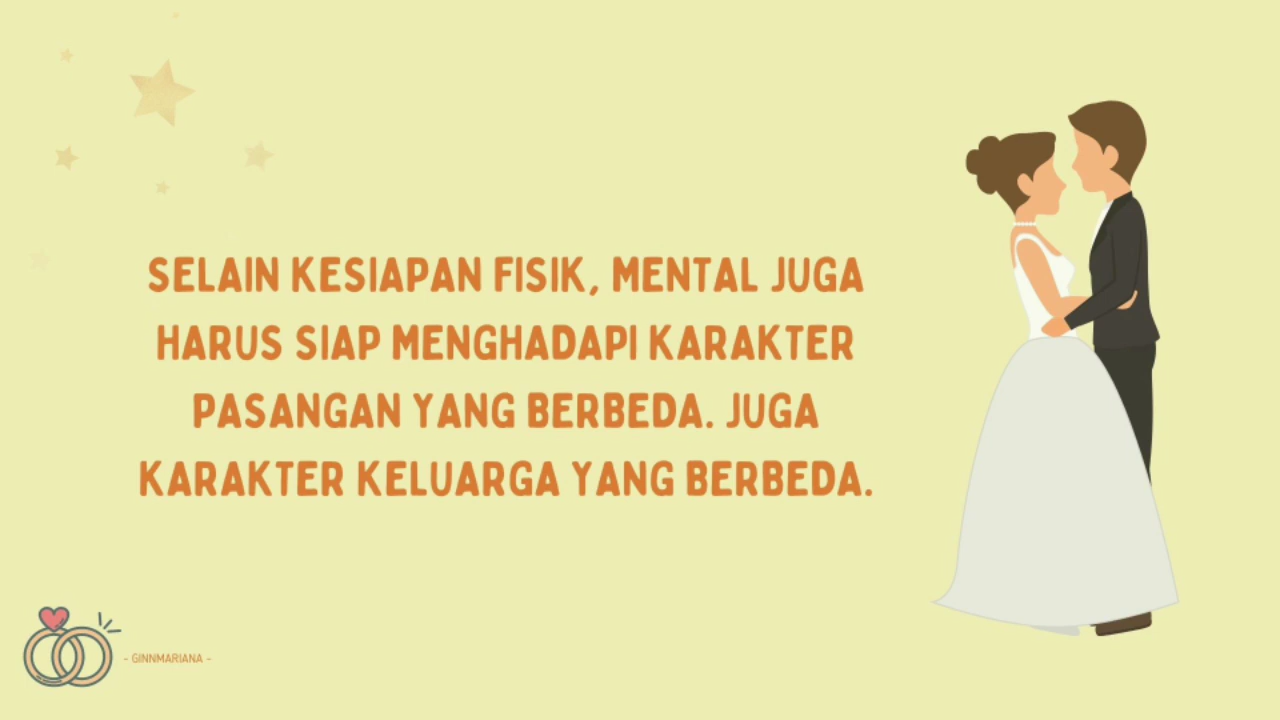 SELAIN KESIAPAN FISIK, MENTAL JUGA
HARUS SIAP MENGHADAPI KARAKTER
PASANGAN YANG BERBEDA. JUGA
KARAKTER KELUARGA YANG BERBEDA.
- GINNMARIANA -